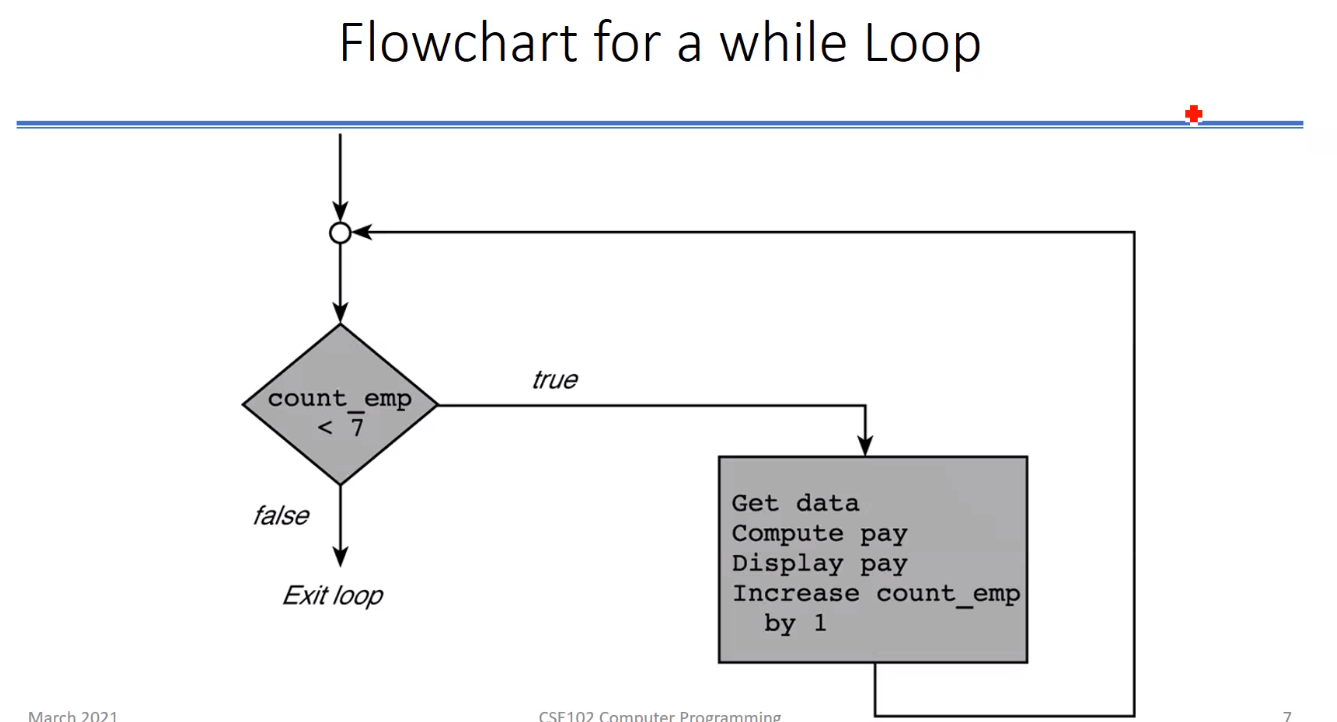 Flowchart for a while Loop
count_emp
< 7
true
false
Exit loop
Get data
Compute pay
Display pay
Increase count_emp
by 1
March 2021
CSE102 Computer Programming
7